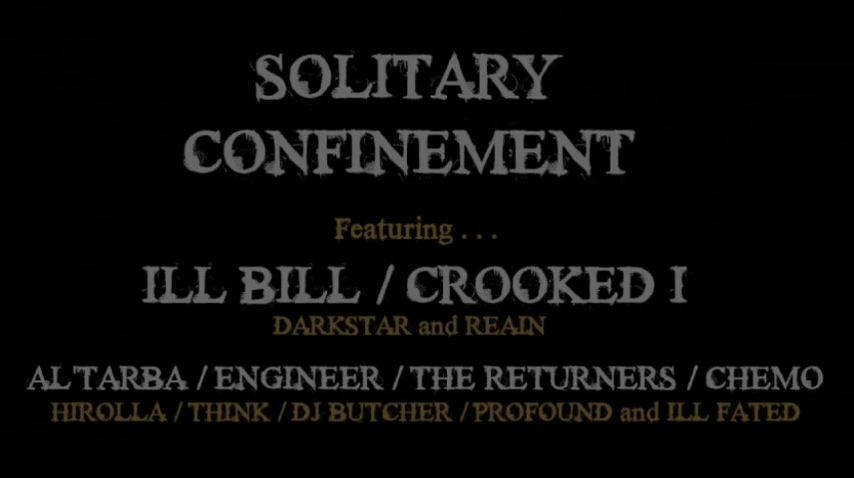 SOLITARY
CONFINEMENT
Featuring . . .
ILL BILL / CROOKED I
DARKSTAR and REAIN
AL'TARBA / ENGINEER / THE RETURNERS / CHEMO
HIROLLA / THINK / DJ BUTCHER / PROFOUND and ILL FATED